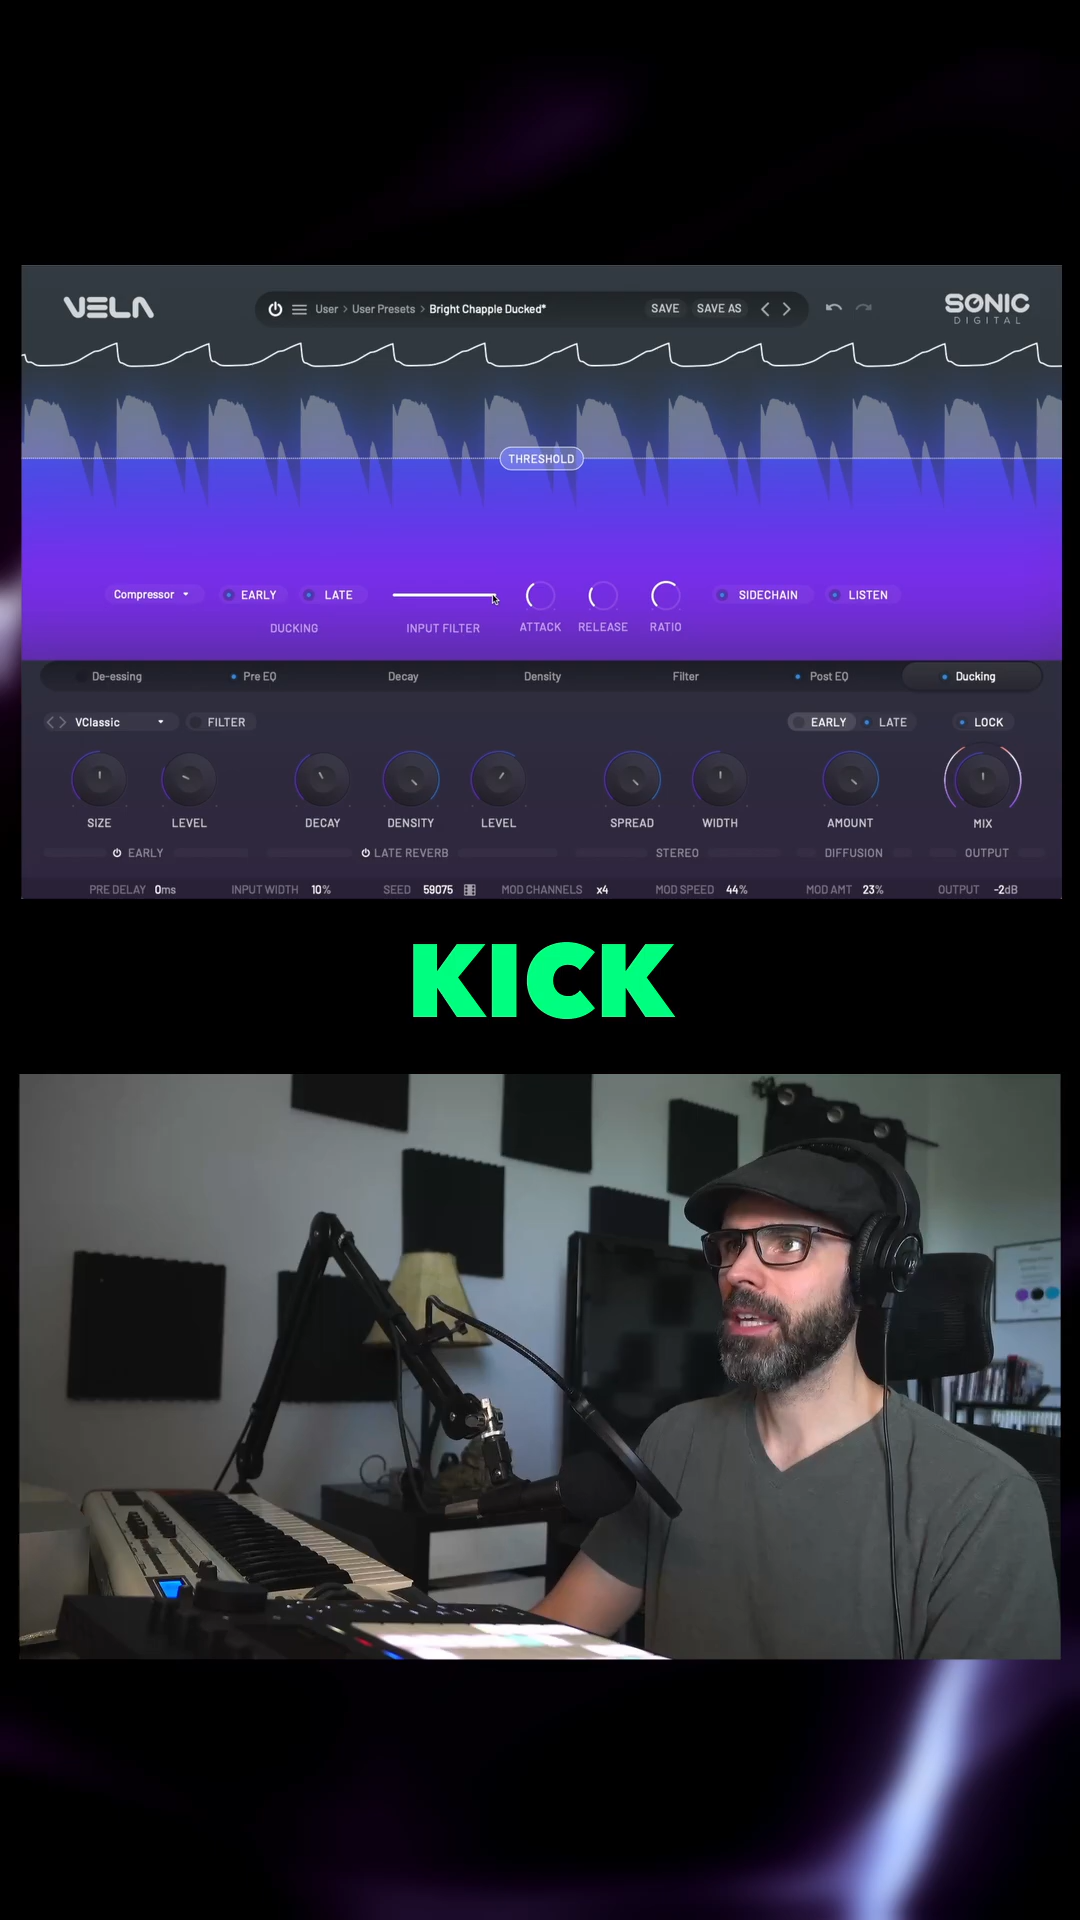 VELA
User > User Presets > Bright Chapple Ducked*
SAVE
SAVE AS
SONIC
DIGITAL
THRESHOLD
Compressor
EARLY
LATE
SIDECHAIN
LISTEN
DUCKING
INPUT FILTER
ATTACK
RELEASE
RATIO
De-essing
Pre EQ
Decay
Density
Filter
Post EQ
Ducking
VClassic
FILTER
EARLY
LATE
LOCK
SIZE
LEVEL
DECAY
DENSITY
LEVEL
SPREAD
WIDTH
AMOUNT
MIX
EARLY
LATE REVERB
STEREO
DIFFUSION
OUTPUT
PRE DELAY 0ms
INPUT WIDTH 10%
SEED 59075
MOD CHANNELS x4
MOD SPEED 44%
MOD AMT 23%
OUTPUT -2dB
KICK